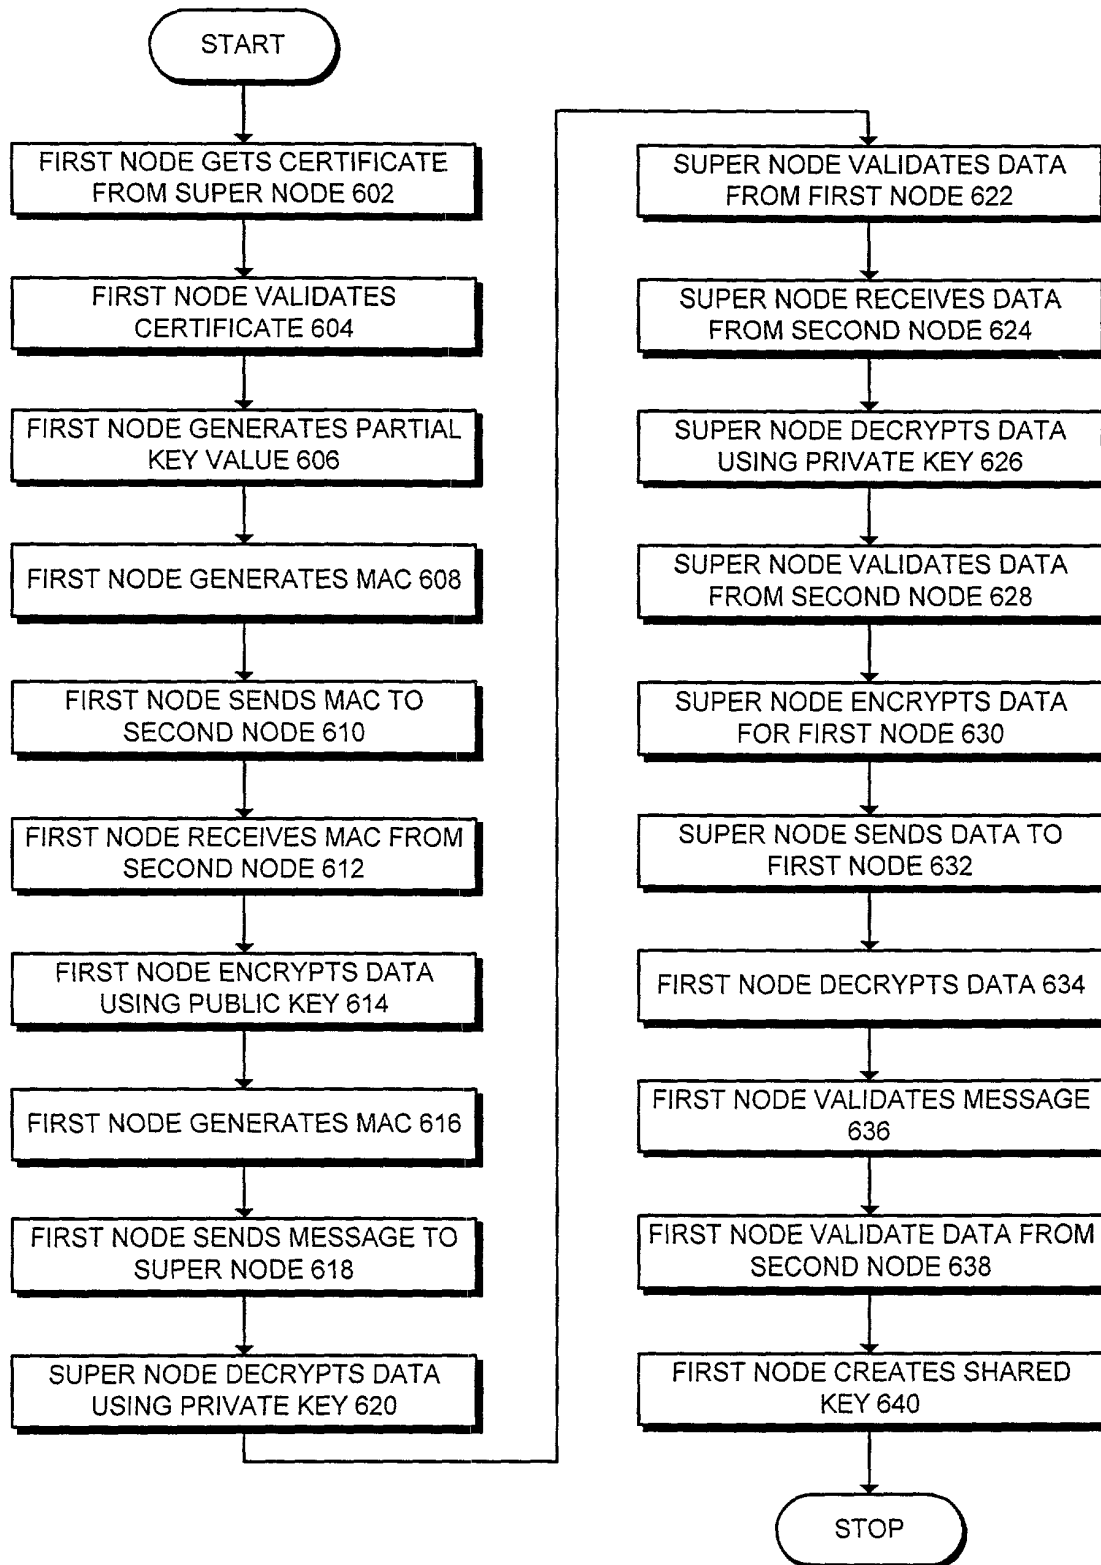 START
FIRST NODE GETS CERTIFICATE
FROM SUPER NODE 602
FIRST NODE VALIDATES
CERTIFICATE 604
FIRST NODE GENERATES PARTIAL
KEY VALUE 606
FIRST NODE GENERATES MAC 608
FIRST NODE SENDS MAC TO
SECOND NODE 610
FIRST NODE RECEIVES MAC FROM
SECOND NODE 612
FIRST NODE ENCRYPTS DATA
USING PUBLIC KEY 614
FIRST NODE GENERATES MAC 616
FIRST NODE SENDS MESSAGE TO
SUPER NODE 618
SUPER NODE DECRYPTS DATA
USING PRIVATE KEY 620
SUPER NODE VALIDATES DATA
FROM FIRST NODE 622
SUPER NODE RECEIVES DATA
FROM SECOND NODE 624
SUPER NODE DECRYPTS DATA
USING PRIVATE KEY 626
SUPER NODE VALIDATES DATA
FROM SECOND NODE 628
SUPER NODE ENCRYPTS DATA
FOR FIRST NODE 630
SUPER NODE SENDS DATA TO
FIRST NODE 632
FIRST NODE DECRYPTS DATA 634
FIRST NODE VALIDATES MESSAGE
636
FIRST NODE VALIDATE DATA FROM
SECOND NODE 638
FIRST NODE CREATES SHARED
KEY 640
STOP